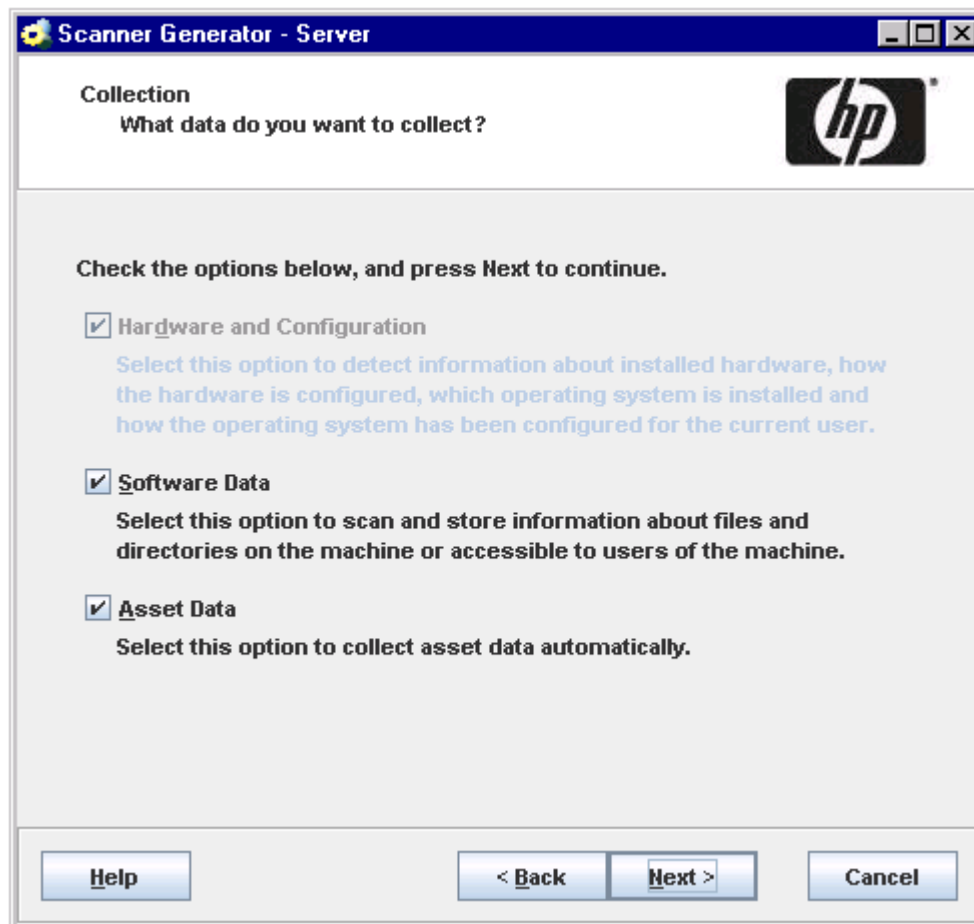 Scanner Generator - Server
Collection
What data do you want to collect?
hp
Check the options below, and press Next to continue.
Hardware and Configuration
Select this option to detect information about installed hardware, how
the hardware is configured, which operating system is installed and
how the operating system has been configured for the current user.
Software Data
Select this option to scan and store information about files and
directories on the machine or accessible to users of the machine.
Asset Data
Select this option to collect asset data automatically.
Help
< Back
Next >
Cancel